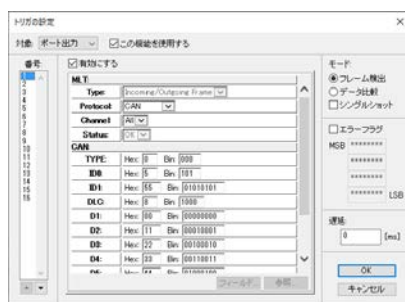 トリガの設定
対象: ポート出力 この機能を使用する
番号
1
2
3
4
5
6
7
8
9
10
11
12
13
14
15
16
有効にする
MLT:
Type: Incoming/Outgoing Frame
Protocol: CAN
Channel: All
Status: OK
CAN:
TYPE: Hex: 0 Bin: 000
ID0: Hex: 5 Bin: 101
ID1: Hex: 55 Bin: 01010101
DLC: Hex: 8 Bin: 1000
D1: Hex: 00 Bin: 00000000
D2: Hex: 11 Bin: 00010001
D3: Hex: 22 Bin: 00100010
D4: Hex: 33 Bin: 00110011
D5: Hex: 44 Bin: 01000100
フィールド... 参照...
モード:
フレーム検出
データ比較
シングルショット
エラーフラグ
MSB ********
********
********
******** LSB
遅延:
0 [ms]
OK
キャンセル